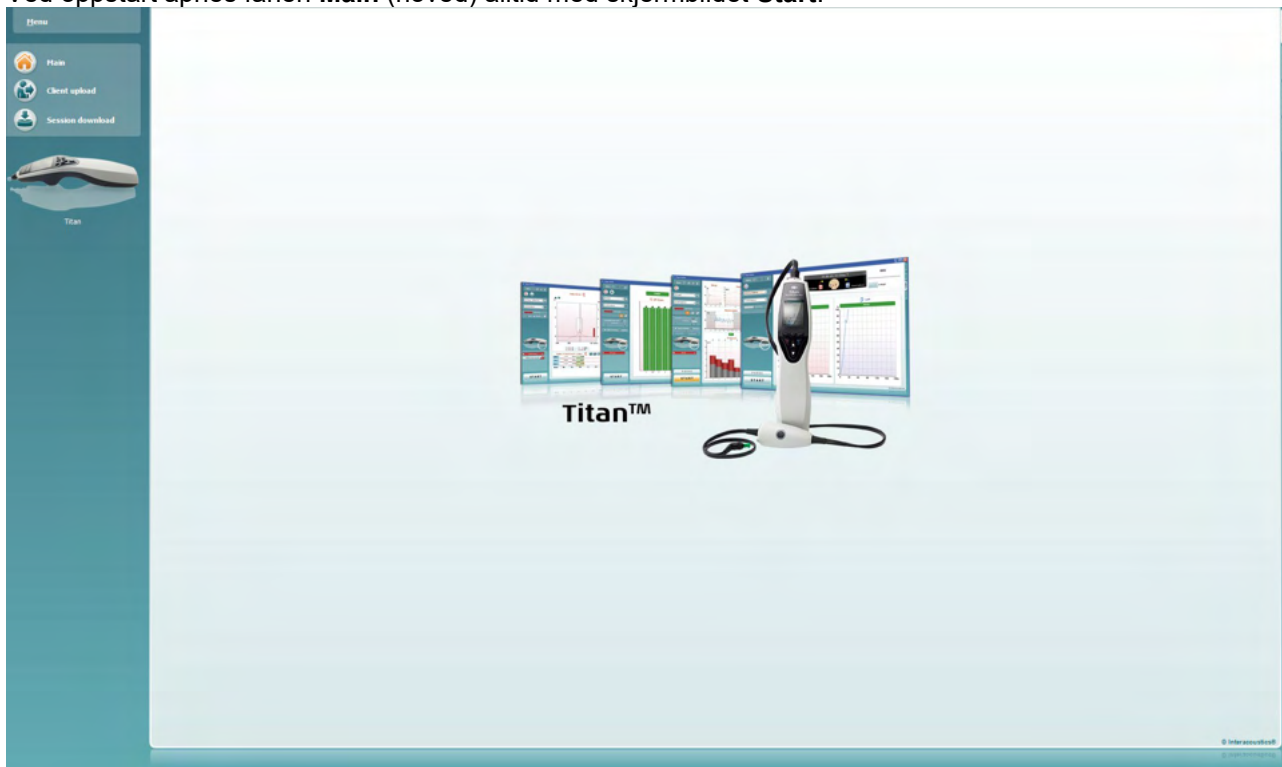 Ved oppstart åpnes fanen Main (hoved) alltid med skjermbildet Start.
Menu
Main
Client upload
Session download
Titan
Titan™
© Interacoustics®